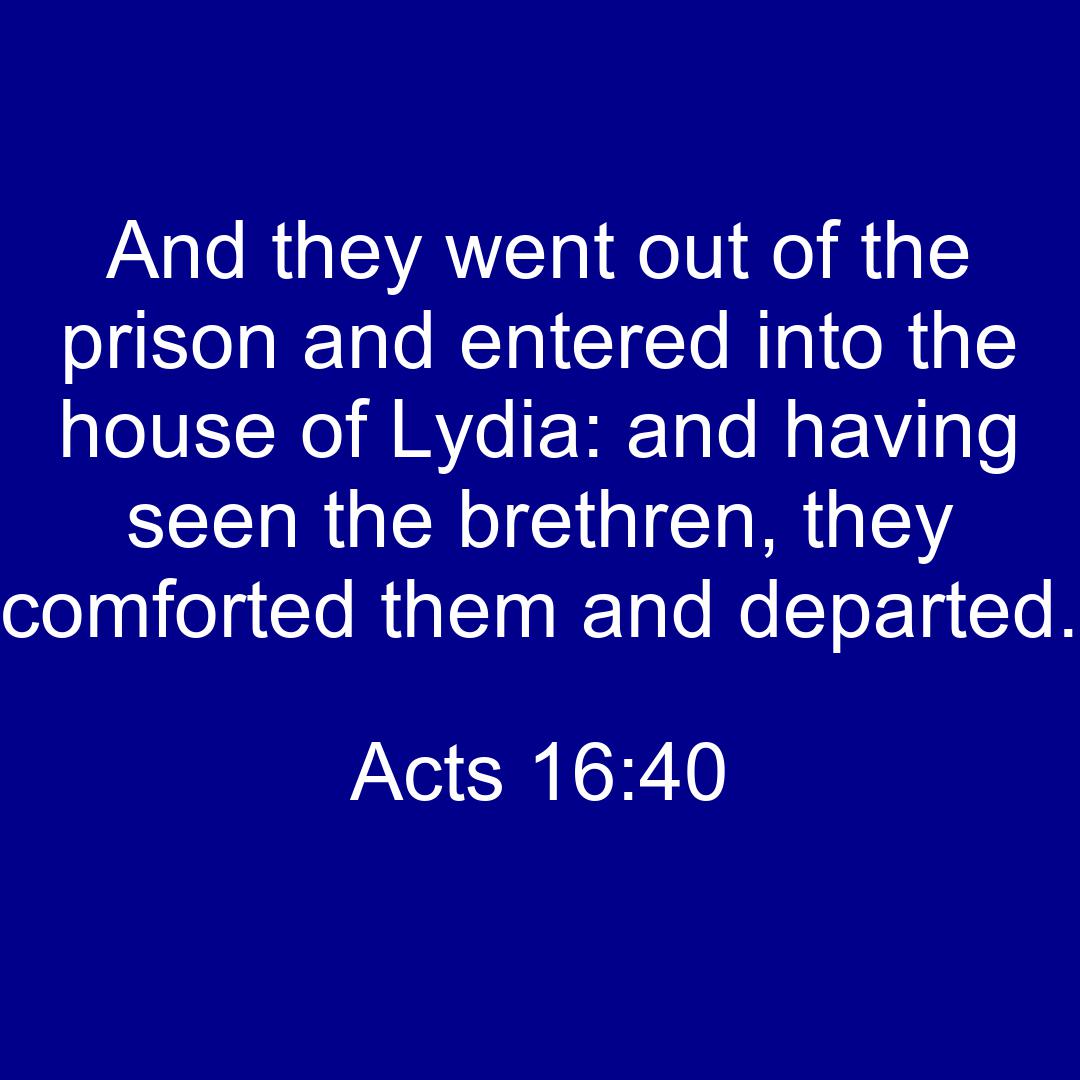 And they went out of the
prison and entered into the
house of Lydia: and having
seen the brethren, they
comforted them and departed.
Acts 16:40